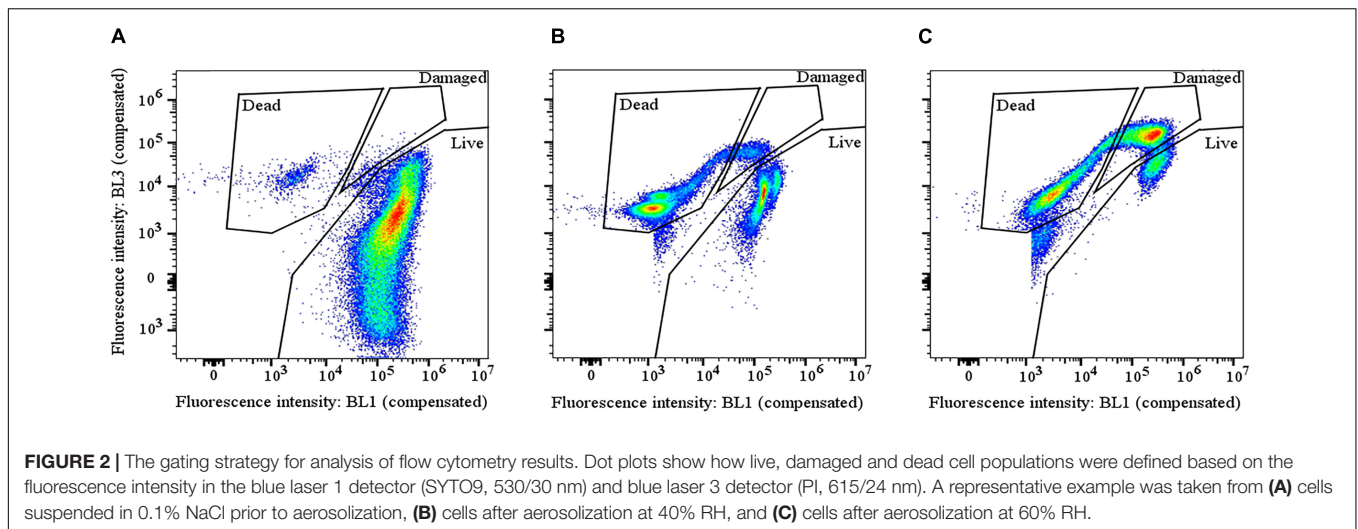 A
B
C
Fluorescence intensity: BL3 (compensated)
10⁶
10⁵
10⁴
10³
0
10³
Dead
Damaged
Live
0 10³ 10⁴ 10⁵ 10⁶ 10⁷
Fluorescence intensity: BL1 (compensated)
Dead
Damaged
Live
0 10³ 10⁴ 10⁵ 10⁶ 10⁷
Fluorescence intensity: BL1 (compensated)
Dead
Damaged
Live
0 10³ 10⁴ 10⁵ 10⁶ 10⁷
Fluorescence intensity: BL1 (compensated)
FIGURE 2 | The gating strategy for analysis of flow cytometry results. Dot plots show how live, damaged and dead cell populations were defined based on the
fluorescence intensity in the blue laser 1 detector (SYTO9, 530/30 nm) and blue laser 3 detector (PI, 615/24 nm). A representative example was taken from (A) cells
suspended in 0.1% NaCl prior to aerosolization, (B) cells after aerosolization at 40% RH, and (C) cells after aerosolization at 60% RH.